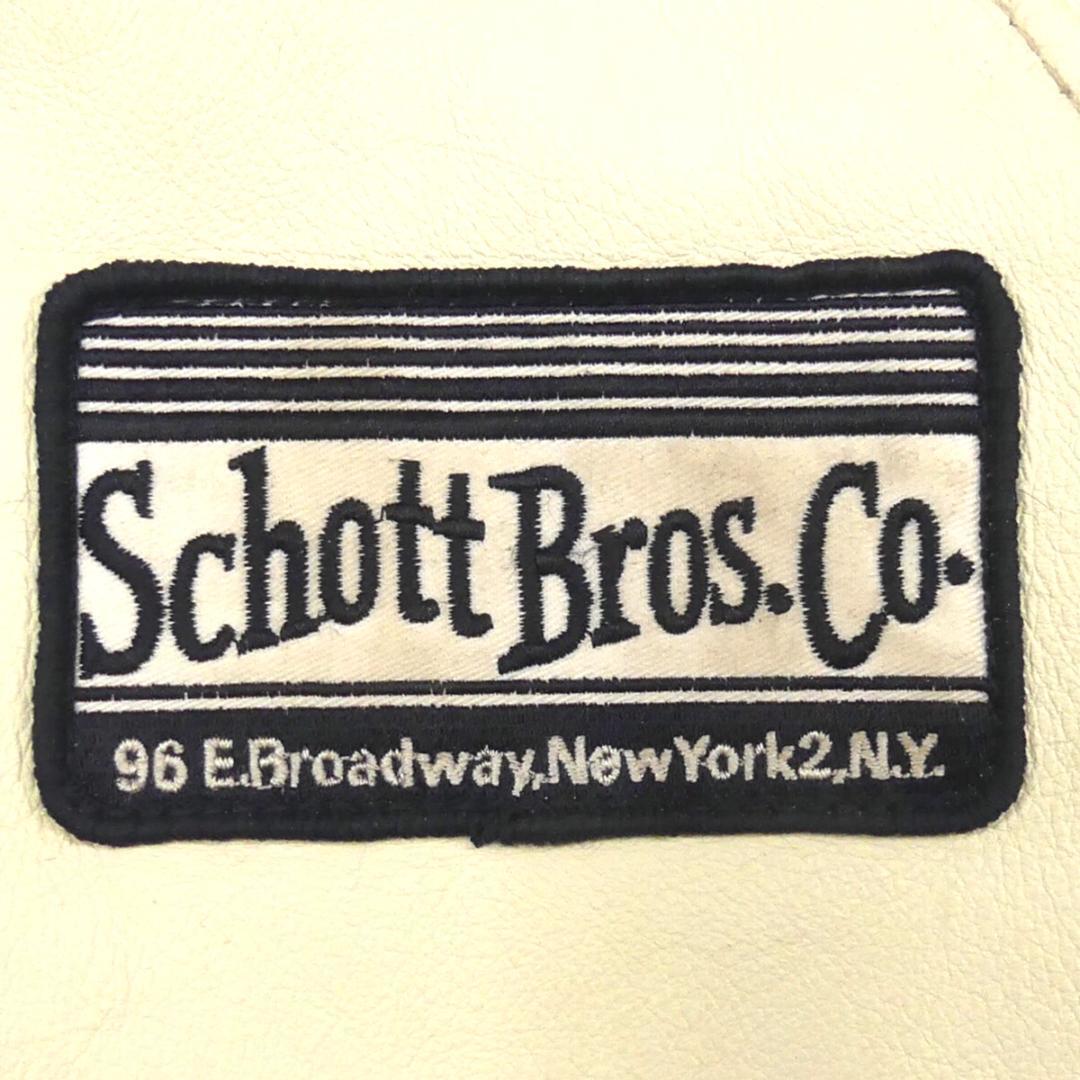 Schott Bros. Co.
96 E.Broadway,NewYork2,N.Y.